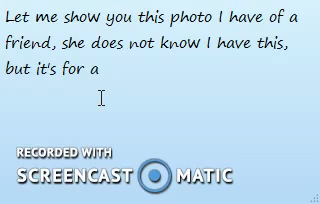 Let me show you this photo I have of a
friend, she does not know I have this,
but it's for a
RECORDED WITH
SCREENCAST MATIC